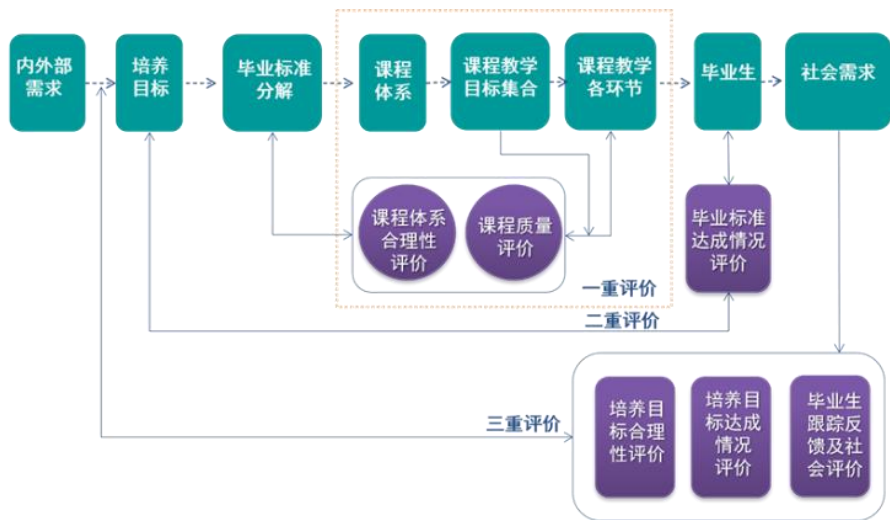 内外部
需求
培养
目标
毕业标准
分解
课程
体系
课程教学
目标集合
课程教学
各环节
毕业生
社会需求
课程体系
合理性
评价
课程质量
评价
毕业标准
达成情况
评价
一重评价
二重评价
三重评价
培养目
标合理
性评价
培养目
标达成
情况
评价
毕业生
跟踪反
馈及社
会评价